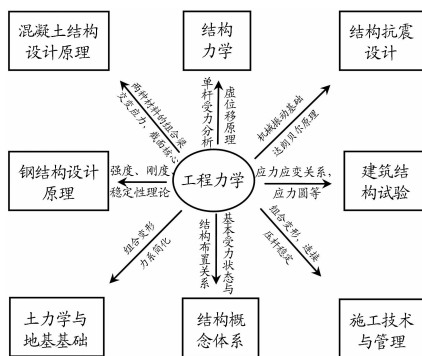 混凝土结构
设计原理
结构
力学
结构抗震
设计
两种材料的组合梁
交变应力，截面核心
单杆受力分析
虚位移原理
机械振动基础
达朗贝尔原理
钢结构设计
原理
强度、刚度、
稳定性理论
工程力学
应力应变关系，
应力圆等
建筑结
构试验
组合变形
力系简化
结构布置关系
基本受力状态与
组合变形、连接
压杆稳定
土力学与
地基基础
结构概
念体系
施工技术
与管理